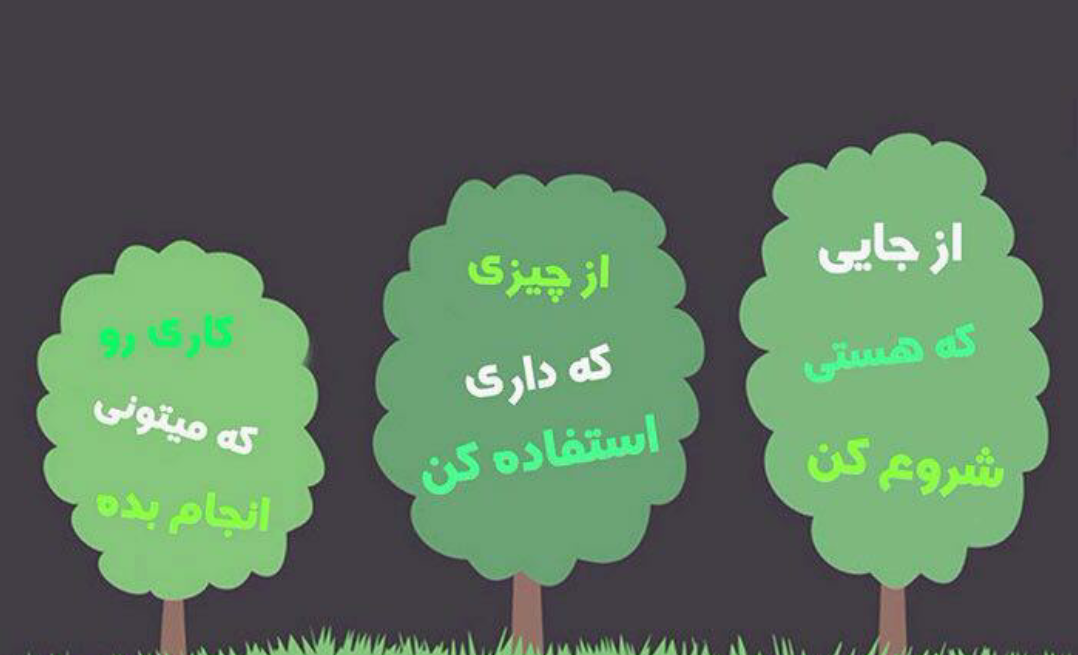 از جایی
که هستی
شروع کن
از چیزی
که داری
استفاده کن
کاری رو
که میتونی
انجام بده